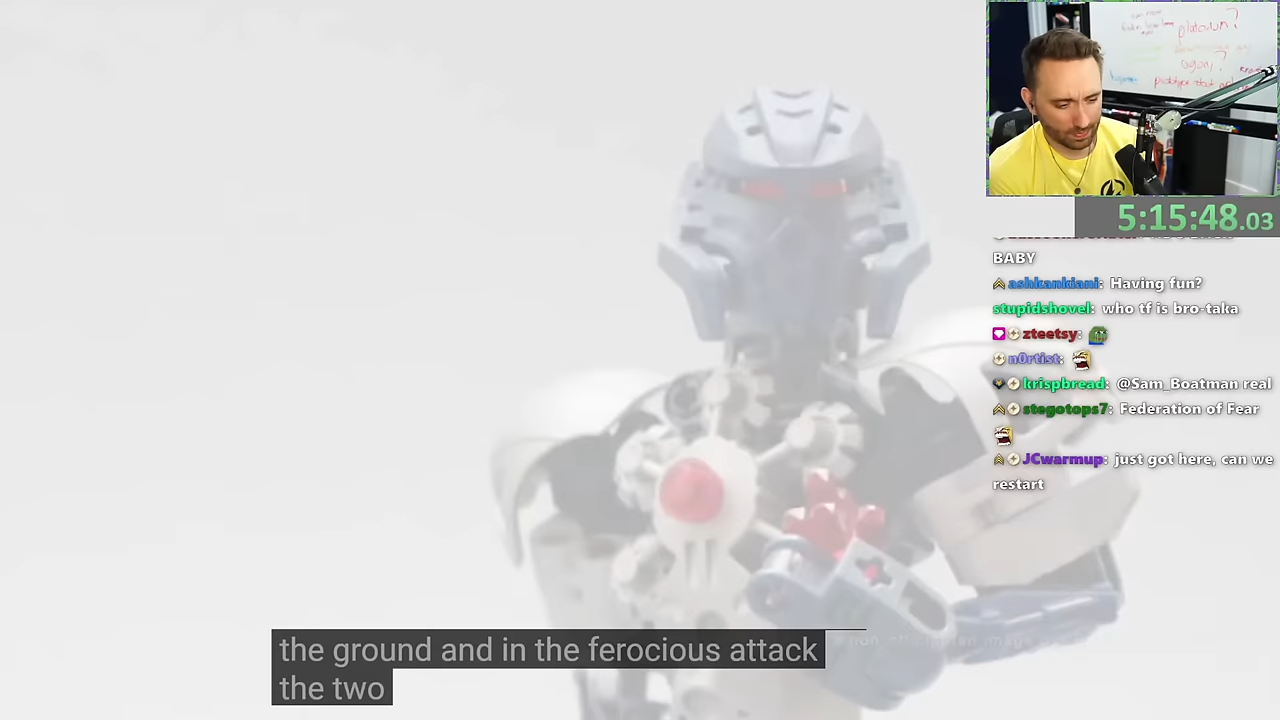 platinum?
agony?
5:15:48.03
BABY
ashkankiani: Having fun?
stupidshovel: who tf is bro-taka
zteetsy:
n0rtist:
krispbread: @Sam_Boatman real
stegotops7: Federation of Fear
JCwarmup: just got here, can we
restart
the ground and in the ferocious attack
the two